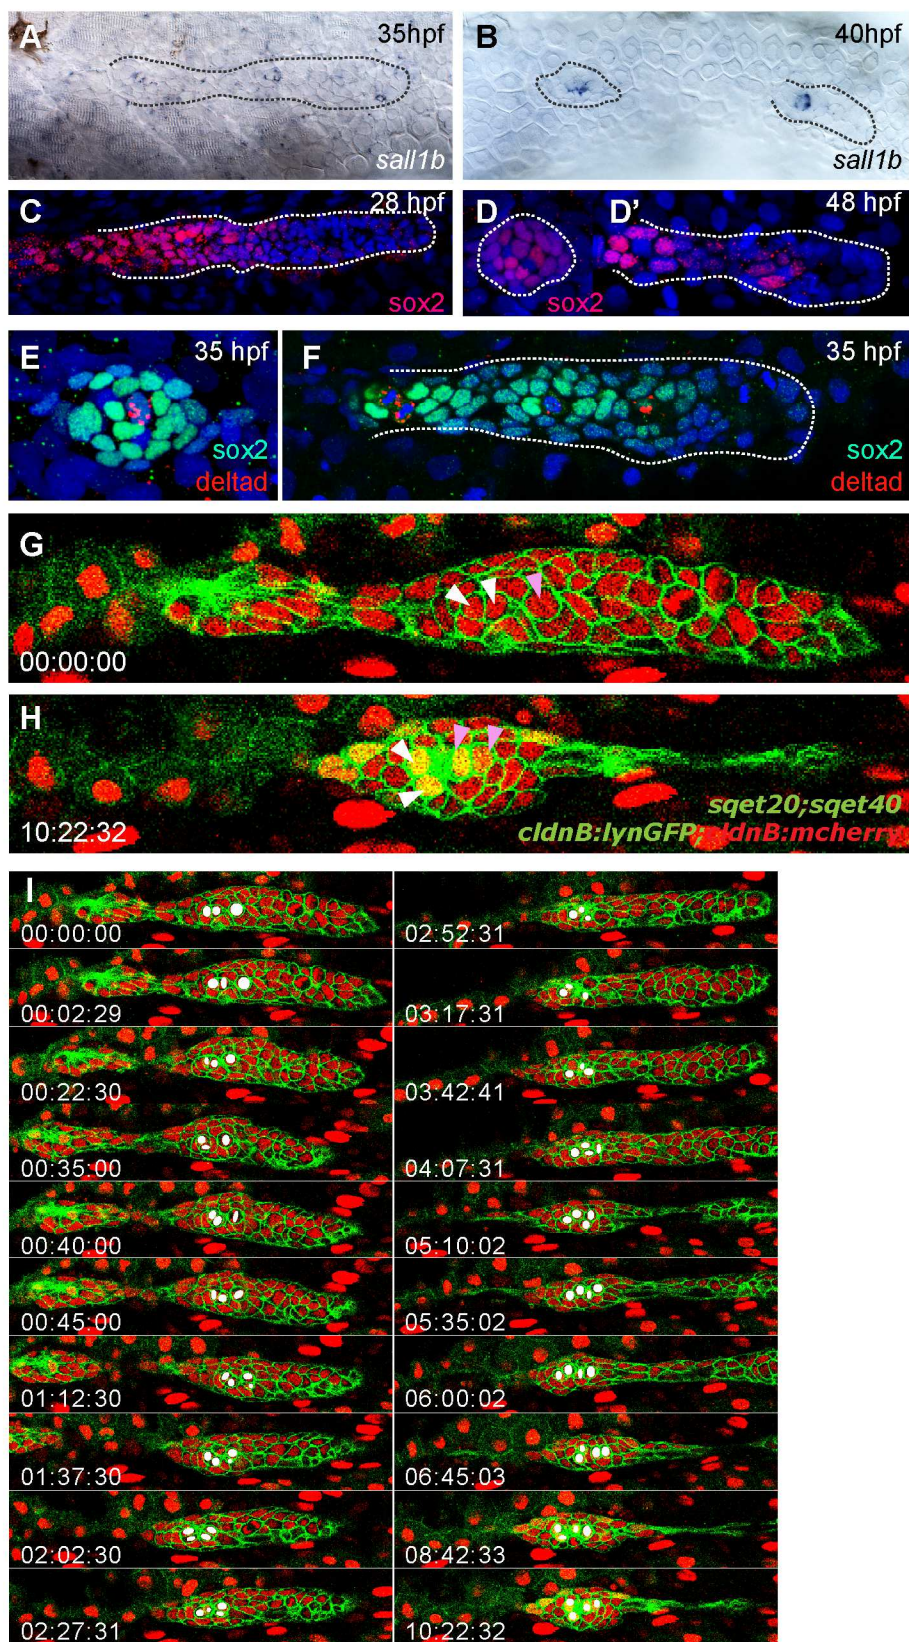 A 35hpf
sall1b
B 40hpf
sall1b
C 28 hpf
sox2
D D' 48 hpf
sox2
E 35 hpf
sox2
deltad
F 35 hpf
sox2
deltad
G
00:00:00
H
sqet20;sqet40
10:22:32 cldnB:lynGFP; cldnB:mcherry
I
00:00:00
00:02:29
00:22:30
00:35:00
00:40:00
00:45:00
01:12:30
01:37:30
02:02:30
02:27:31
02:52:31
03:17:31
03:42:41
04:07:31
05:10:02
05:35:02
06:00:02
06:45:03
08:42:33
10:22:32